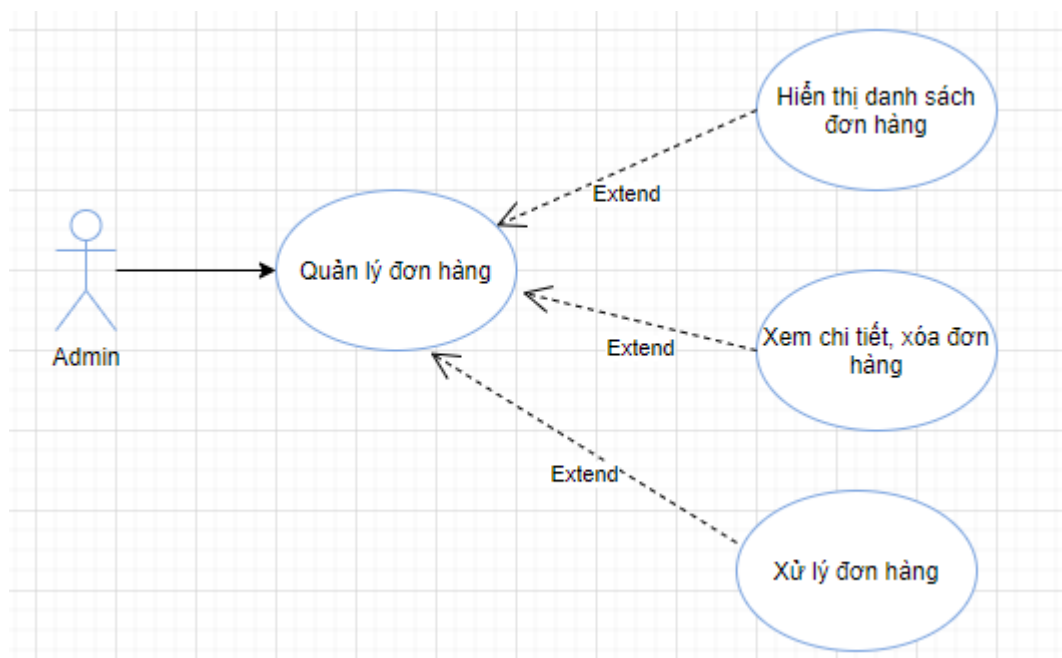 Hiển thị danh sách
đơn hàng
Extend
Quản lý đơn hàng
Admin
Xem chi tiết, xóa đơn
hàng
Extend
Extend
Xử lý đơn hàng